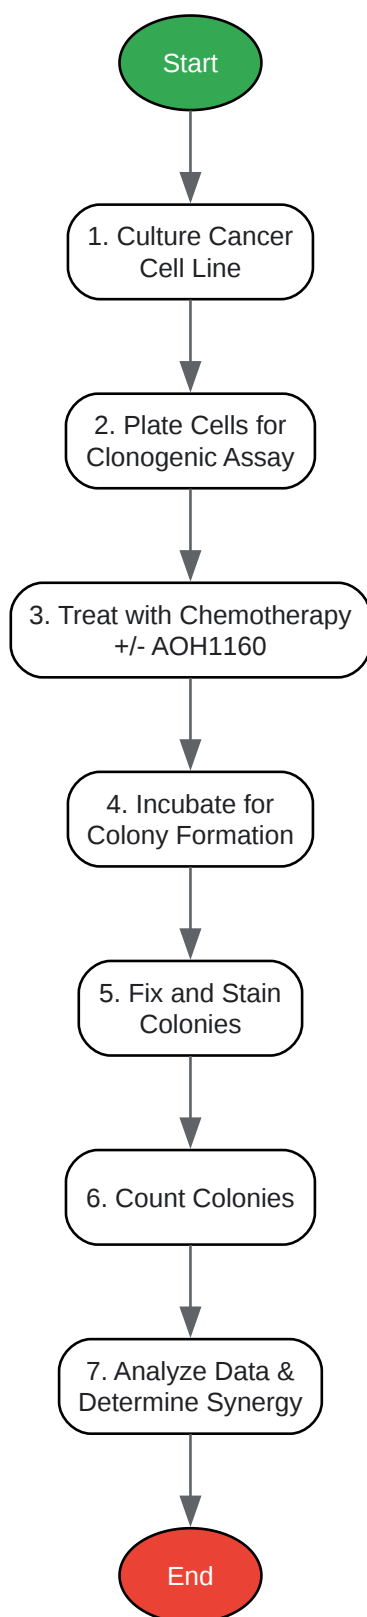 Start
1. Culture Cancer
Cell Line
2. Plate Cells for
Clonogenic Assay
3. Treat with Chemotherapy
+/- AOH1160
4. Incubate for
Colony Formation
5. Fix and Stain
Colonies
6. Count Colonies
7. Analyze Data &
Determine Synergy
End